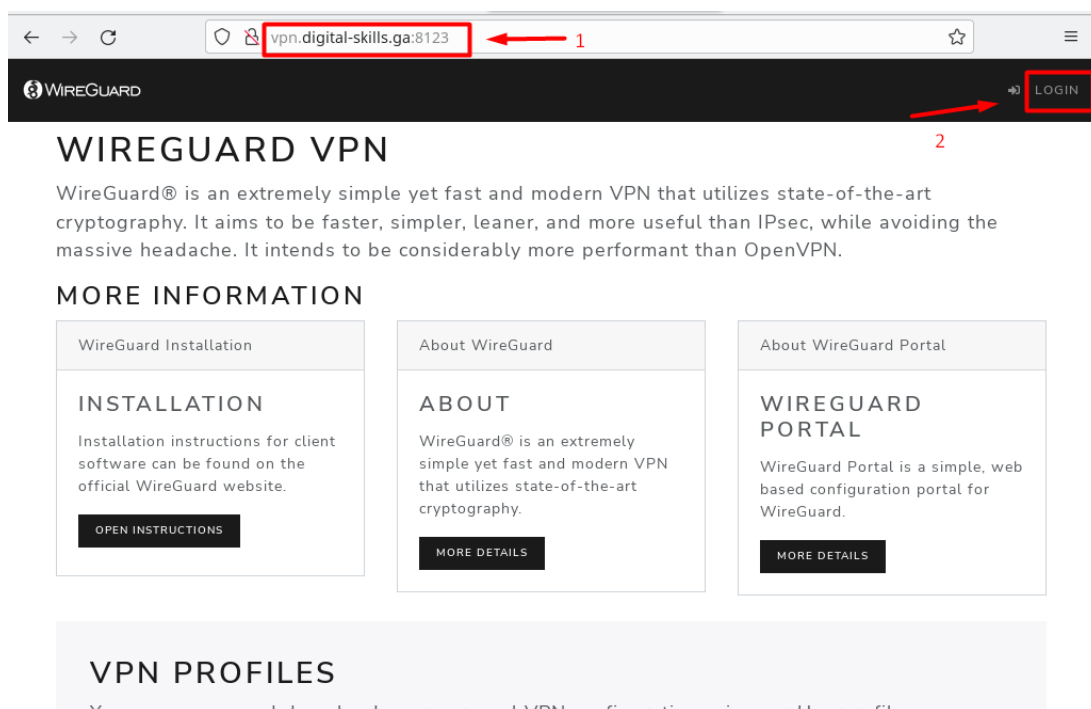 vpn.digital-skills.ga:8123
1
WIREGUARD
LOGIN
2
WIREGUARD VPN
WireGuard® is an extremely simple yet fast and modern VPN that utilizes state-of-the-art
cryptography. It aims to be faster, simpler, leaner, and more useful than IPsec, while avoiding the
massive headache. It intends to be considerably more performant than OpenVPN.
MORE INFORMATION
WireGuard Installation
INSTALLATION
Installation instructions for client
software can be found on the
official WireGuard website.
OPEN INSTRUCTIONS
About WireGuard
ABOUT
WireGuard® is an extremely
simple yet fast and modern VPN
that utilizes state-of-the-art
cryptography.
MORE DETAILS
About WireGuard Portal
WIREGUARD
PORTAL
WireGuard Portal is a simple, web
based configuration portal for
WireGuard.
MORE DETAILS
VPN PROFILES